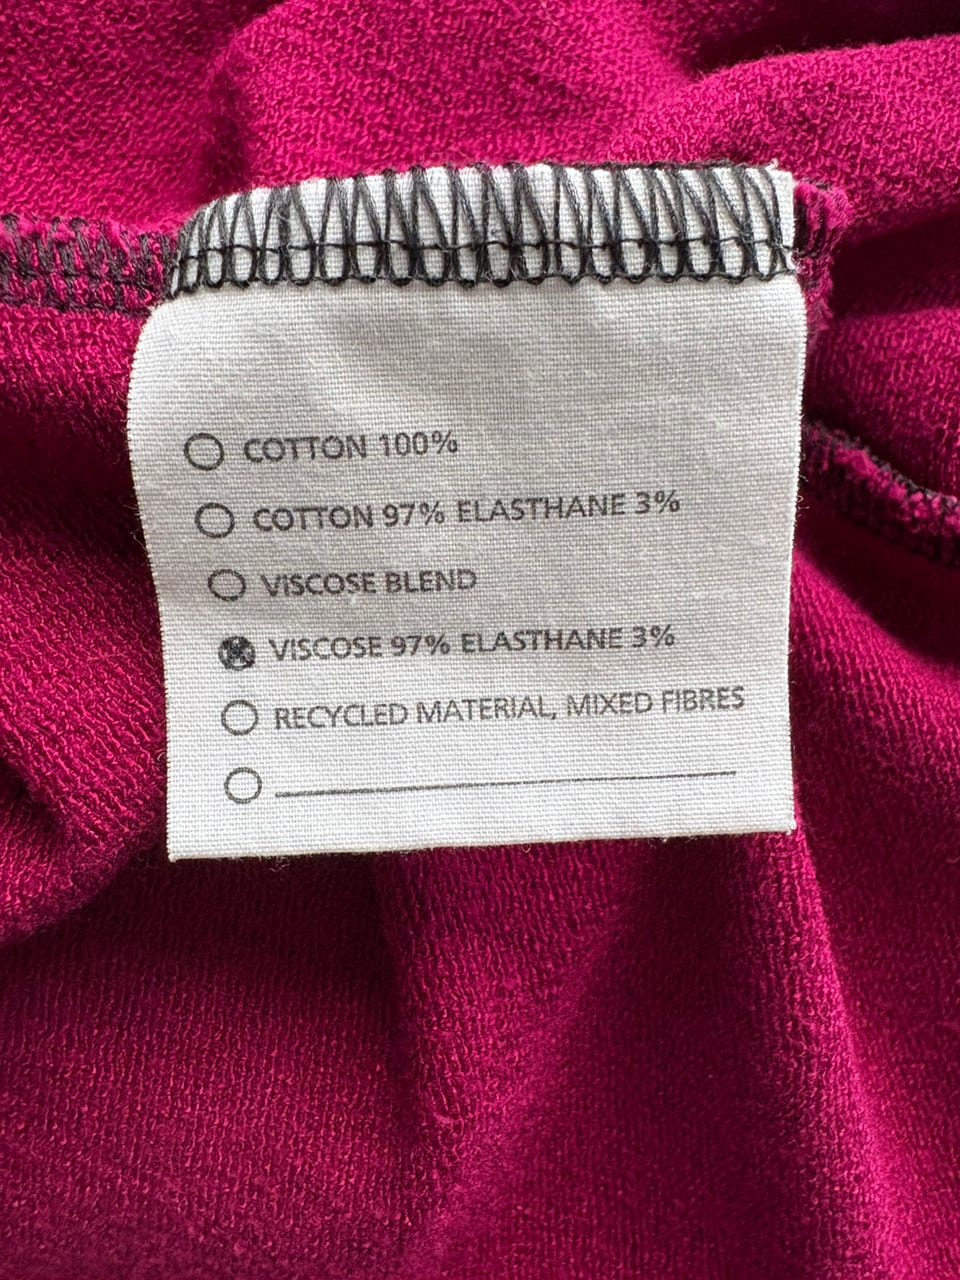 COTTON 100%
COTTON 97% ELASTHANE 3%
VISCOSE BLEND
VISCOSE 97% ELASTHANE 3%
RECYCLED MATERIAL, MIXED FIBRES